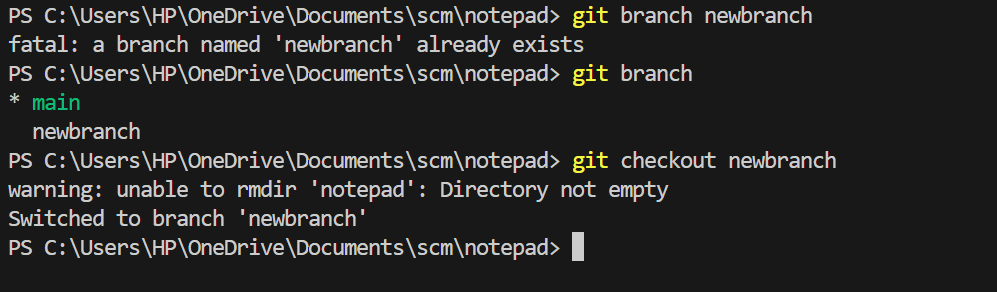 PS C:\Users\HP\OneDrive\Documents\scm\notepad> git branch newbranch
fatal: a branch named 'newbranch' already exists
PS C:\Users\HP\OneDrive\Documents\scm\notepad> git branch
* main
  newbranch
PS C:\Users\HP\OneDrive\Documents\scm\notepad> git checkout newbranch
warning: unable to rmdir 'notepad': Directory not empty
Switched to branch 'newbranch'
PS C:\Users\HP\OneDrive\Documents\scm\notepad>